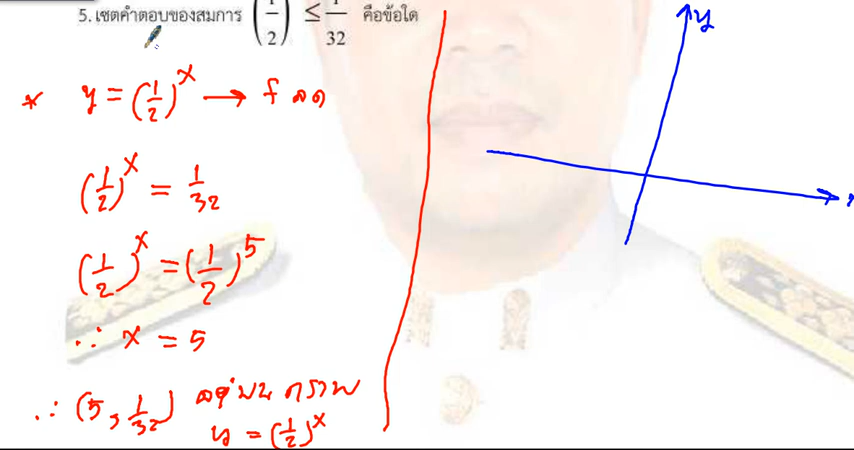 5. เซตคำตอบของสมการ (1/2) ≤ 1/32 คือข้อใด
* y = (1/2)^x → f ลด
(1/2)^x = 1/32
(1/2)^x = (1/2)^5
∴ x = 5
∴ (5, 1/32) อยู่บน กราฟ
y = (1/2)^x
y